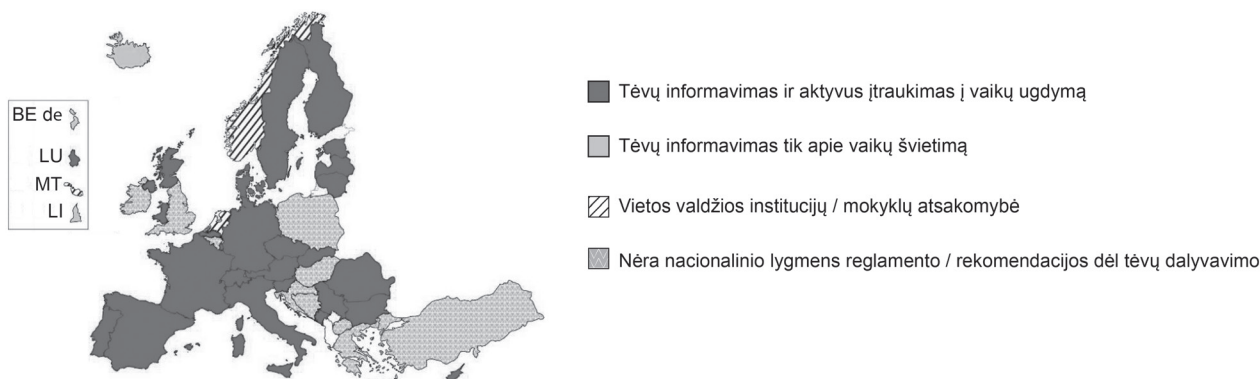 BE de
LU
MT
LI
Tėvų informavimas ir aktyvus įtraukimas į vaikų ugdymą
Tėvų informavimas tik apie vaikų švietimą
Vietos valdžios institucijų / mokyklų atsakomybė
Nėra nacionalinio lygmens reglamento / rekomendacijos dėl tėvų dalyvavimo